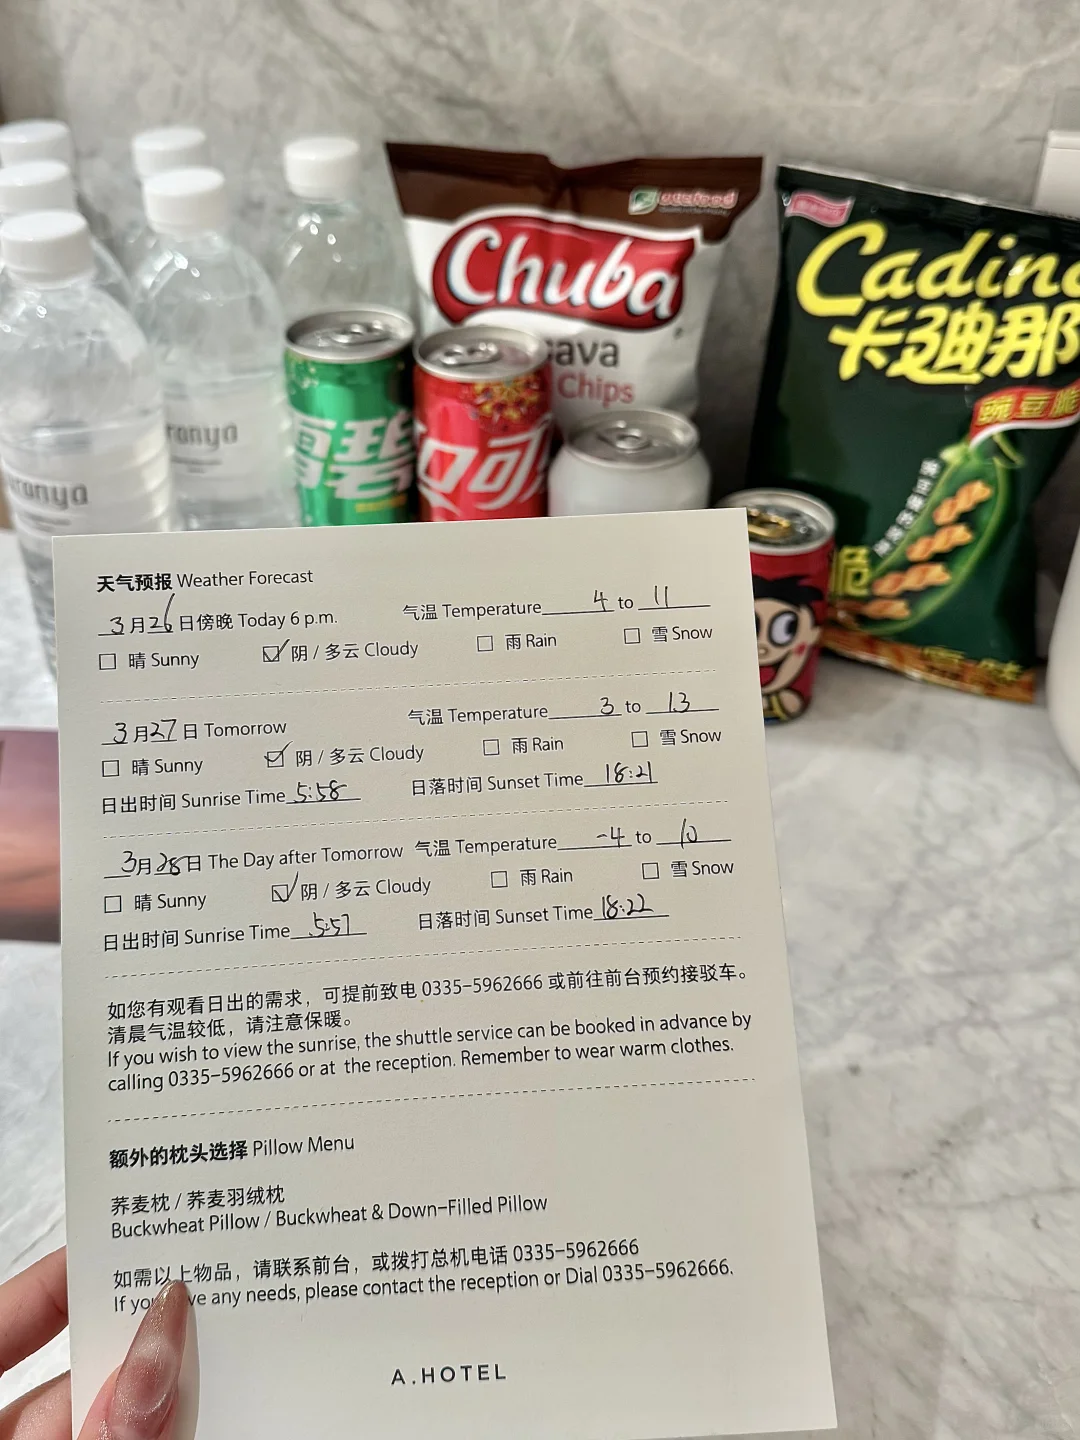 onefood
Chuba
Chips
Cadina
卡迪那
豌豆脆
雪碧
ronya
ranya
脆
天气预报 Weather Forecast
3月26日傍晚 Today 6 p.m. 气温 Temperature 4 to 11
晴 Sunny 阴 / 多云 Cloudy 雨 Rain 雪 Snow
3月27日 Tomorrow 气温 Temperature 3 to 13
晴 Sunny 阴 / 多云 Cloudy 雨 Rain 雪 Snow
日出时间 Sunrise Time 5:58 日落时间 Sunset Time 18:21
3月28日 The Day after Tomorrow 气温 Temperature -4 to 10
晴 Sunny 阴 / 多云 Cloudy 雨 Rain 雪 Snow
日出时间 Sunrise Time 5:57 日落时间 Sunset Time 18:22
如您有观看日出的需求，可提前致电 0335-5962666 或前往前台预约接驳车。
清晨气温较低，请注意保暖。
If you wish to view the sunrise, the shuttle service can be booked in advance by
calling 0335-5962666 or at the reception. Remember to wear warm clothes.
额外的枕头选择 Pillow Menu
荞麦枕 / 荞麦羽绒枕
Buckwheat Pillow / Buckwheat & Down-Filled Pillow
如需以上物品，请联系前台，或拨打总机电话 0335-5962666
If you have any needs, please contact the reception or Dial 0335-5962666.
A.HOTEL